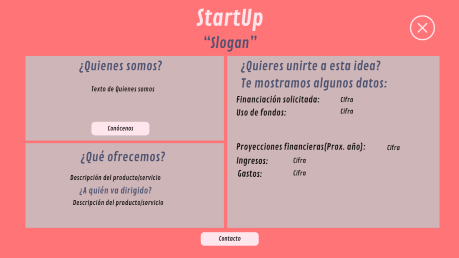 StartUp
“Slogan”
¿Quienes somos?
Texto de Quienes somos
Conócenos
¿Qué ofrecemos?
Descripción del producto/servicio
¿A quién va dirigido?
Descripción del producto/servicio
¿Quieres unirte a esta idea?
Te mostramos algunos datos:
Financiación solicitada: Cifra
Uso de fondos: Cifra
Proyecciones financieras(Prox. año): Cifra
Ingresos: Cifra
Gastos: Cifra
Contacto